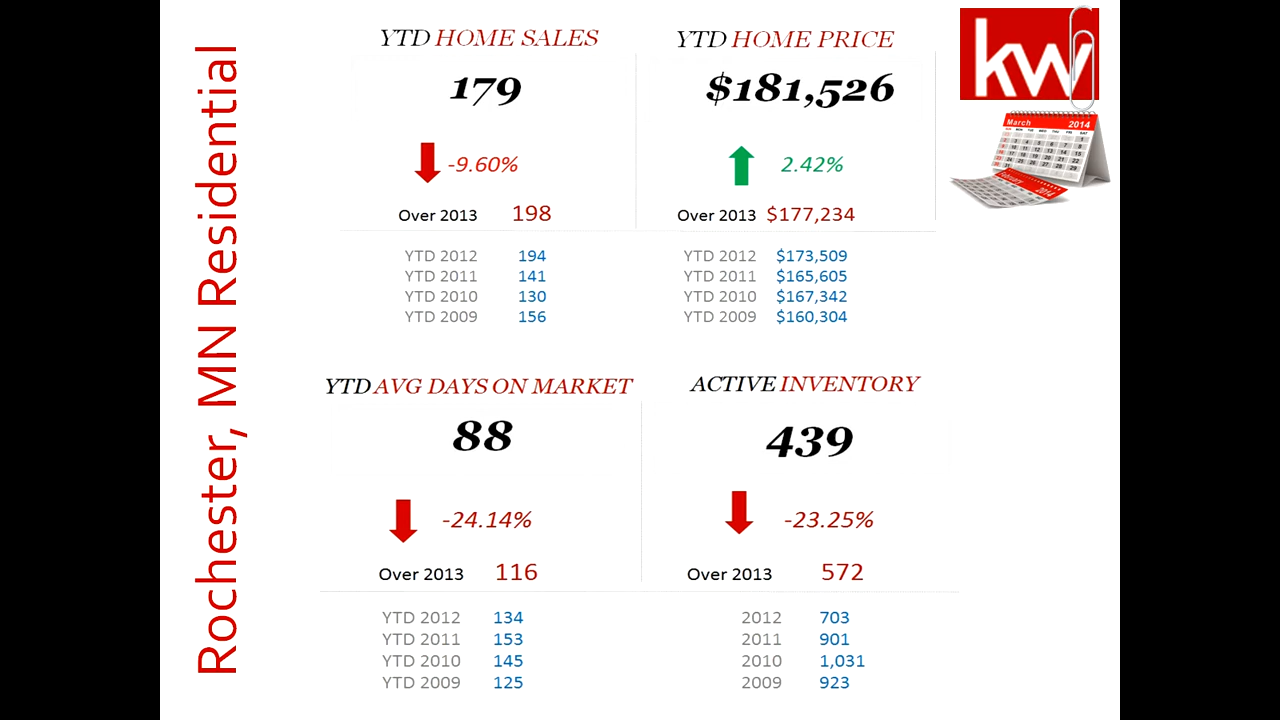 Rochester, MN Residential
YTD HOME SALES
179
-9.60%
Over 2013 198
YTD 2012 194
YTD 2011 141
YTD 2010 130
YTD 2009 156
YTD HOME PRICE
$181,526
2.42%
Over 2013 $177,234
YTD 2012 $173,509
YTD 2011 $165,605
YTD 2010 $167,342
YTD 2009 $160,304
kw
March 2014
February 2014
YTD AVG DAYS ON MARKET
88
-24.14%
Over 2013 116
YTD 2012 134
YTD 2011 153
YTD 2010 145
YTD 2009 125
ACTIVE INVENTORY
439
-23.25%
Over 2013 572
2012 703
2011 901
2010 1,031
2009 923